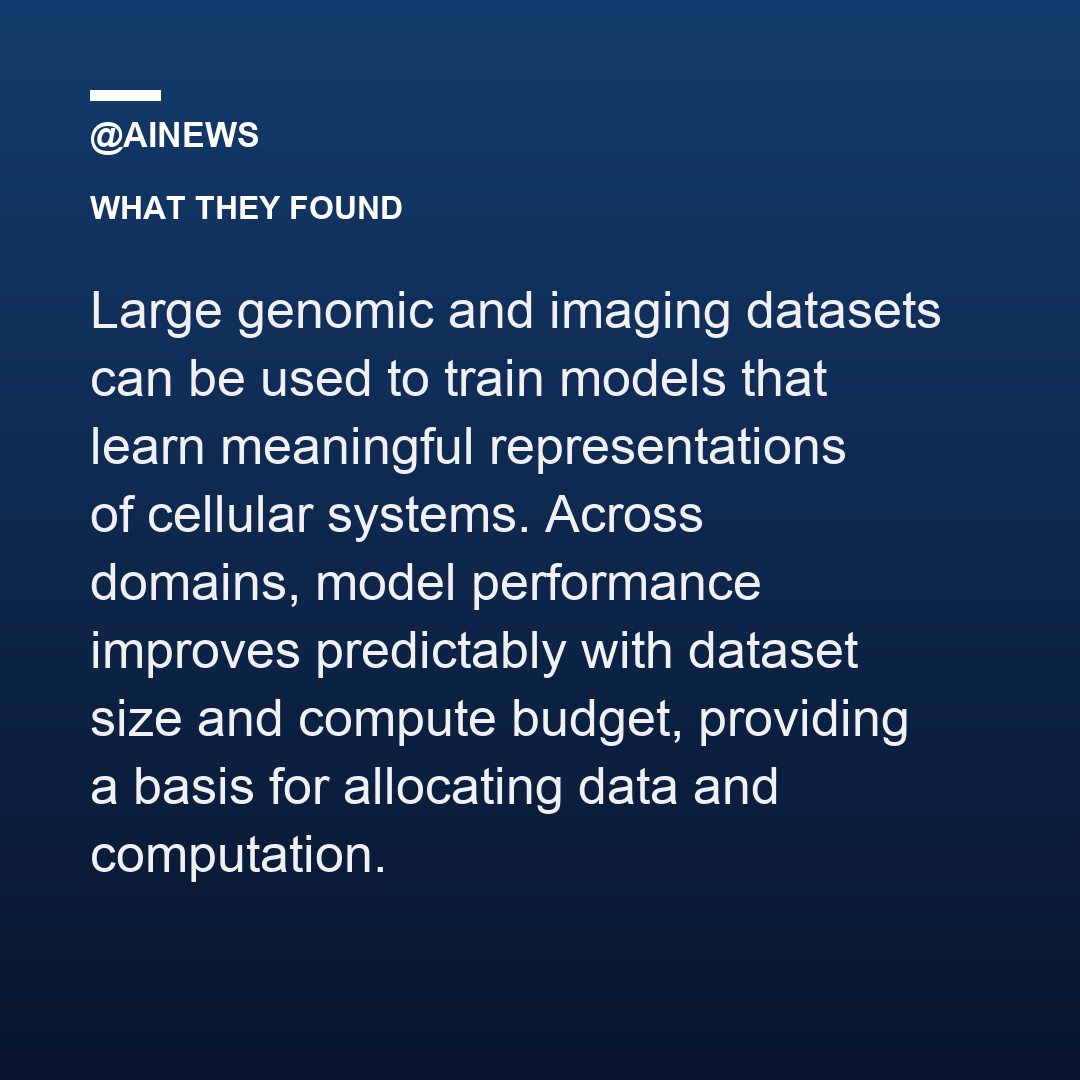 @AINEWS
WHAT THEY FOUND
Large genomic and imaging datasets
can be used to train models that
learn meaningful representations
of cellular systems. Across
domains, model performance
improves predictably with dataset
size and compute budget, providing
a basis for allocating data and
computation.